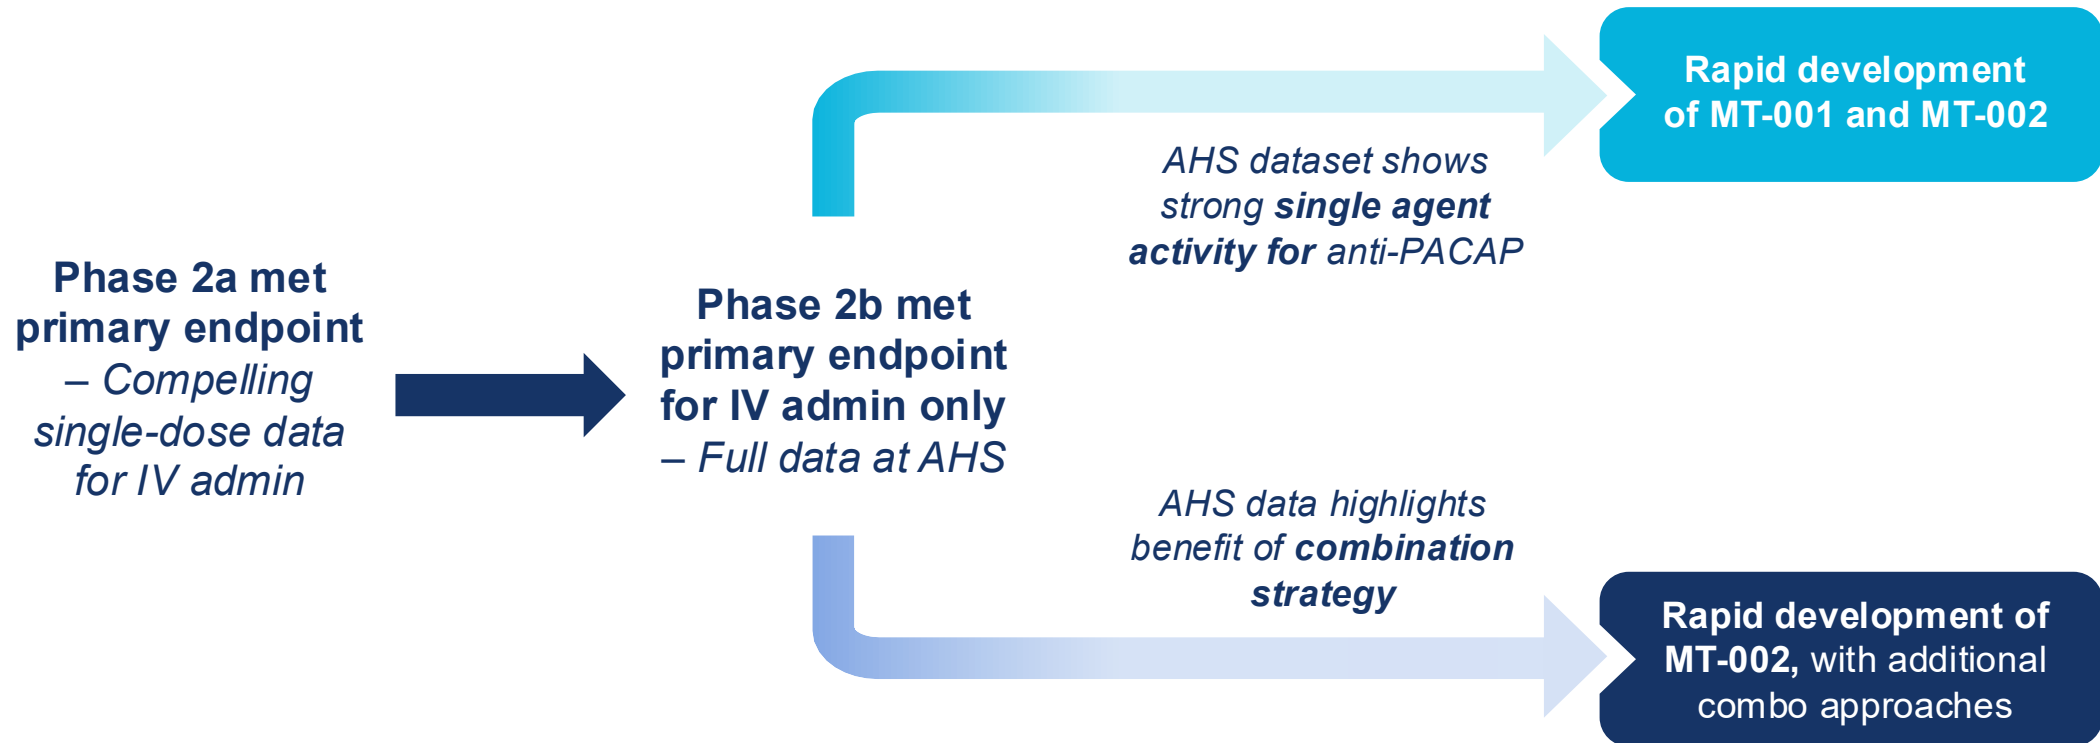 Phase 2a met
primary endpoint
– Compelling
single-dose data
for IV admin
Phase 2b met
primary endpoint
for IV admin only
– Full data at AHS
AHS dataset shows
strong single agent
activity for anti-PACAP
Rapid development
of MT-001 and MT-002
AHS data highlights
benefit of combination
strategy
Rapid development of
MT-002, with additional
combo approaches